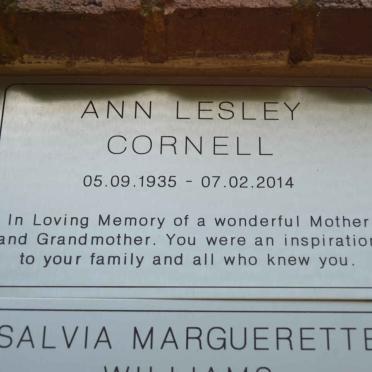 ANN LESLEY
CORNELL
05.09.1935 - 07.02.2014
In Loving Memory of a wonderful Mother
and Grandmother. You were an inspiration
to your family and all who knew you.
SALVIA MARGUERETTE
WILLIAMS